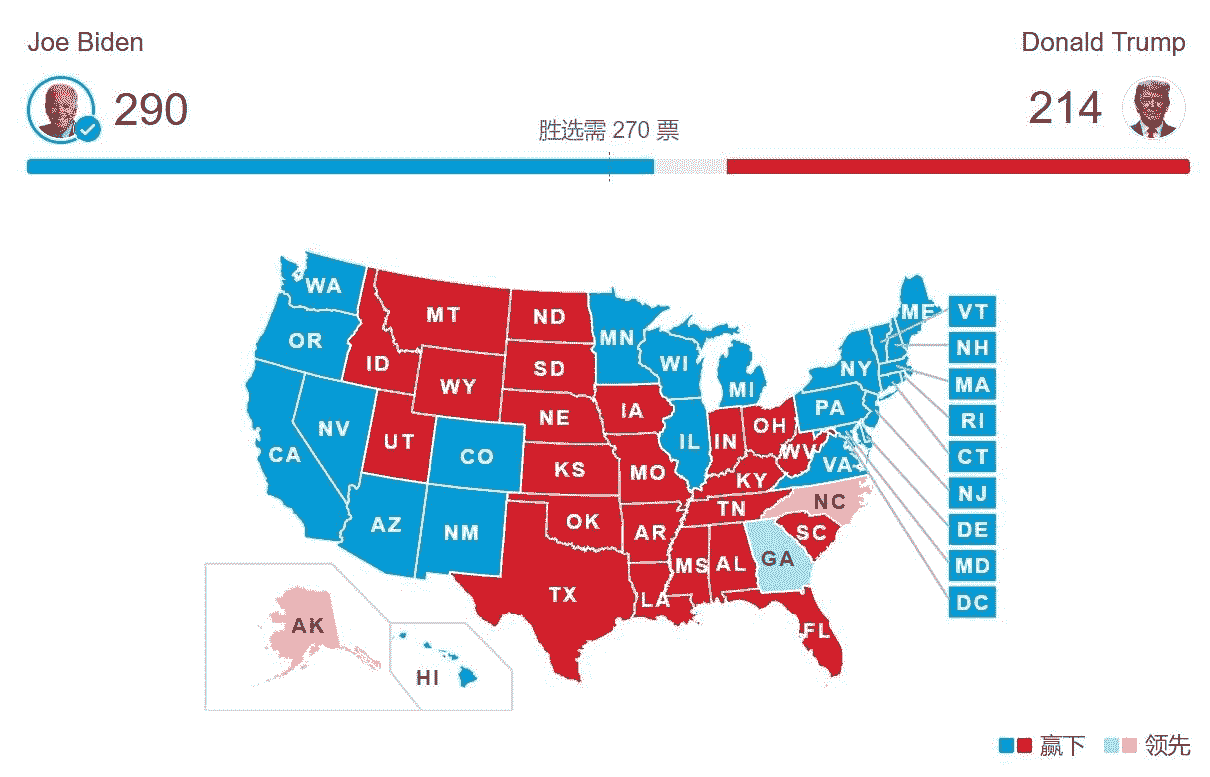 Joe Biden
Donald Trump
290
214
胜选需 270 票
WA
ME
VT
MT
ND
MN
OR
NH
ID
SD
WI
NY
MI
MA
WY
PA
IA
NE
RI
OH
NV
UT
CO
IL
IN
WV
CA
VA
CT
KS
MO
KY
NJ
NC
TN
AZ
NM
OK
AR
SC
DE
MS
AL
GA
MD
TX
LA
DC
AK
FL
HI
赢下
领先